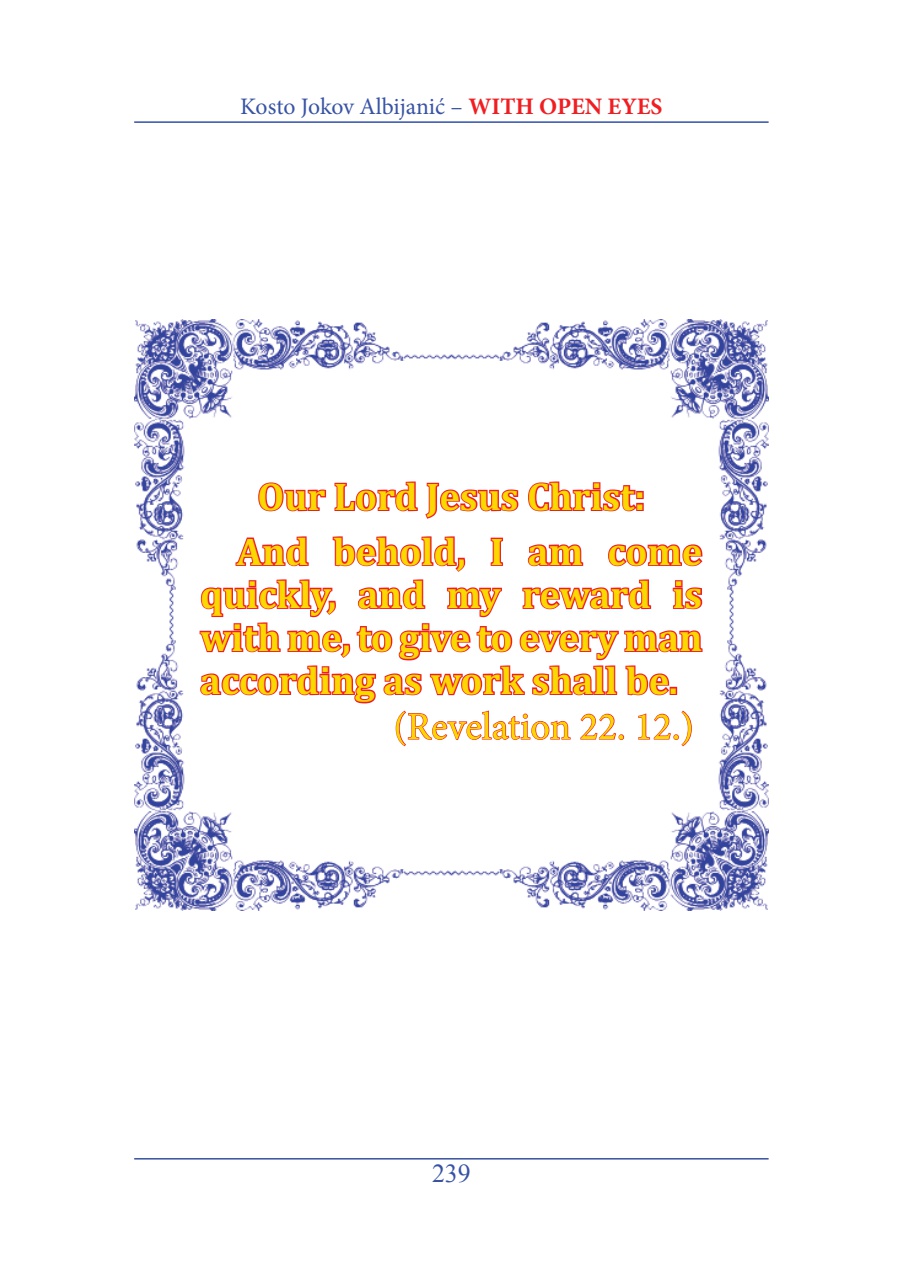 Kosto Jokov Albijanić – WITH OPEN EYES
Our Lord Jesus Christ:
And behold, I am come
quickly, and my reward is
with me, to give to every man
according as work shall be.
(Revelation 22. 12.)
239